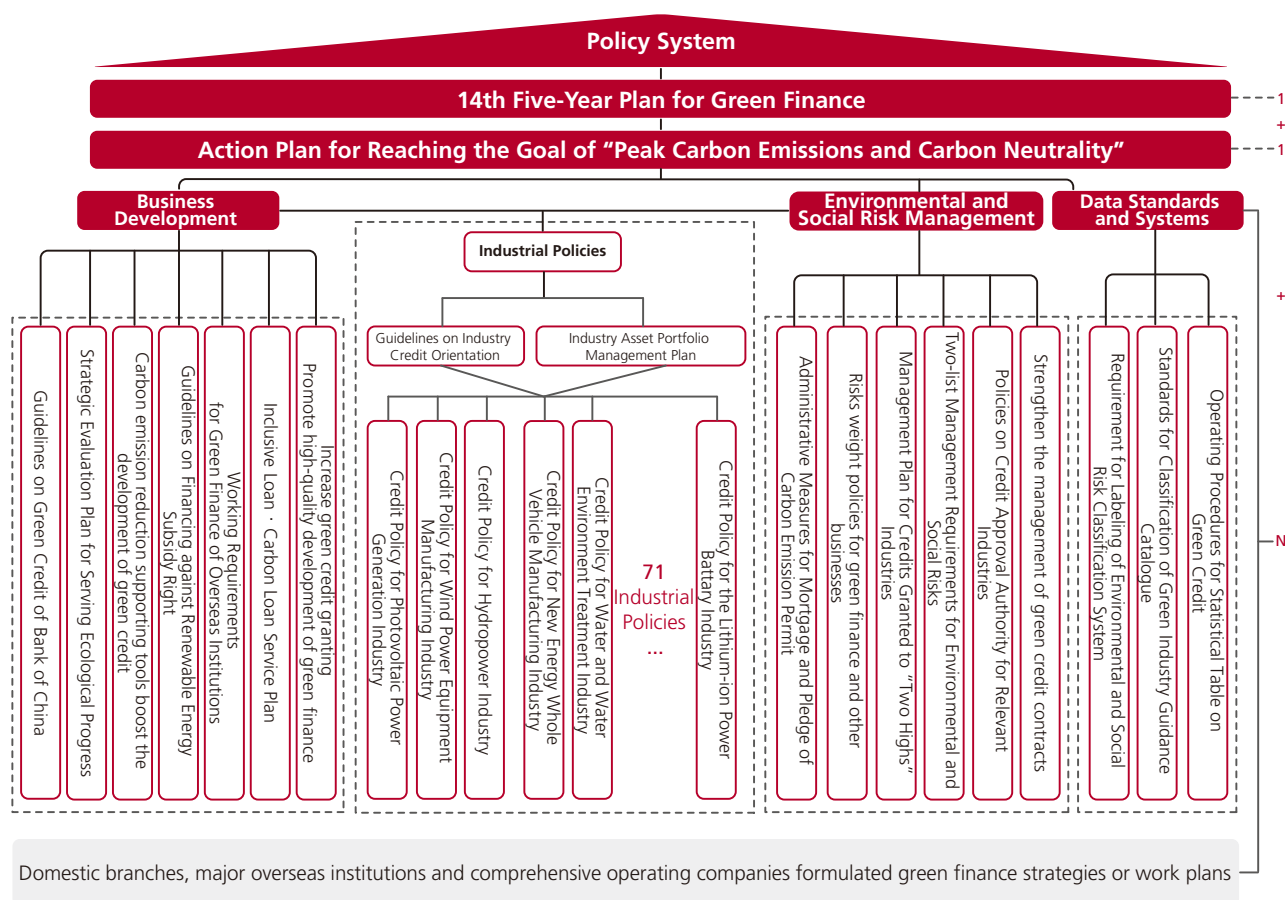 Policy System
14th Five-Year Plan for Green Finance
1
+
Action Plan for Reaching the Goal of “Peak Carbon Emissions and Carbon Neutrality”
1
Business
Development
Environmental and
Social Risk Management
Data Standards
and Systems
Industrial Policies
+
Guidelines on Industry
Credit Orientation
Industry Asset Portfolio
Management Plan
Guidelines on Green Credit of Bank of China
Strategic Evaluation Plan for Serving Ecological Progress
Carbon emission reduction supporting tools boost the
development of green credit
Guidelines on Financing against Renewable Energy
Subsidy Right
Working Requirements
for Green Finance of Overseas Institutions
Inclusive Loan · Carbon Loan Service Plan
Increase green credit granting
Promote high-quality development of green finance
Credit Policy for Photovoltaic Power
Generation Industry
Credit Policy for Wind Power Equipment
Manufacturing Industry
Credit Policy for Hydropower Industry
Credit Policy for New Energy Whole
Vehicle Manufacturing Industry
Credit Policy for Water and Water
Environment Treatment Industry
71
Industrial
Policies
...
Credit Policy for the Lithium-ion Power
Battary Industry
Administrative Measures for Mortgage and Pledge of
Carbon Emission Permit
Risks weight policies for green finance and other
businesses
Management Plan for Credits Granted to “Two Highs”
Industries
Two-list Management Requirements for Environmental and
Social Risks
Policies on Credit Approval Authority for Relevant
Industries
Strengthen the management of green credit contracts
Requirement for Labeling of Environmental and Social
Risk Classification System
Standards for Classification of Green Industry Guidance
Catalogue
Operating Procedures for Statistical Table on
Green Credit
N
Domestic branches, major overseas institutions and comprehensive operating companies formulated green finance strategies or work plans